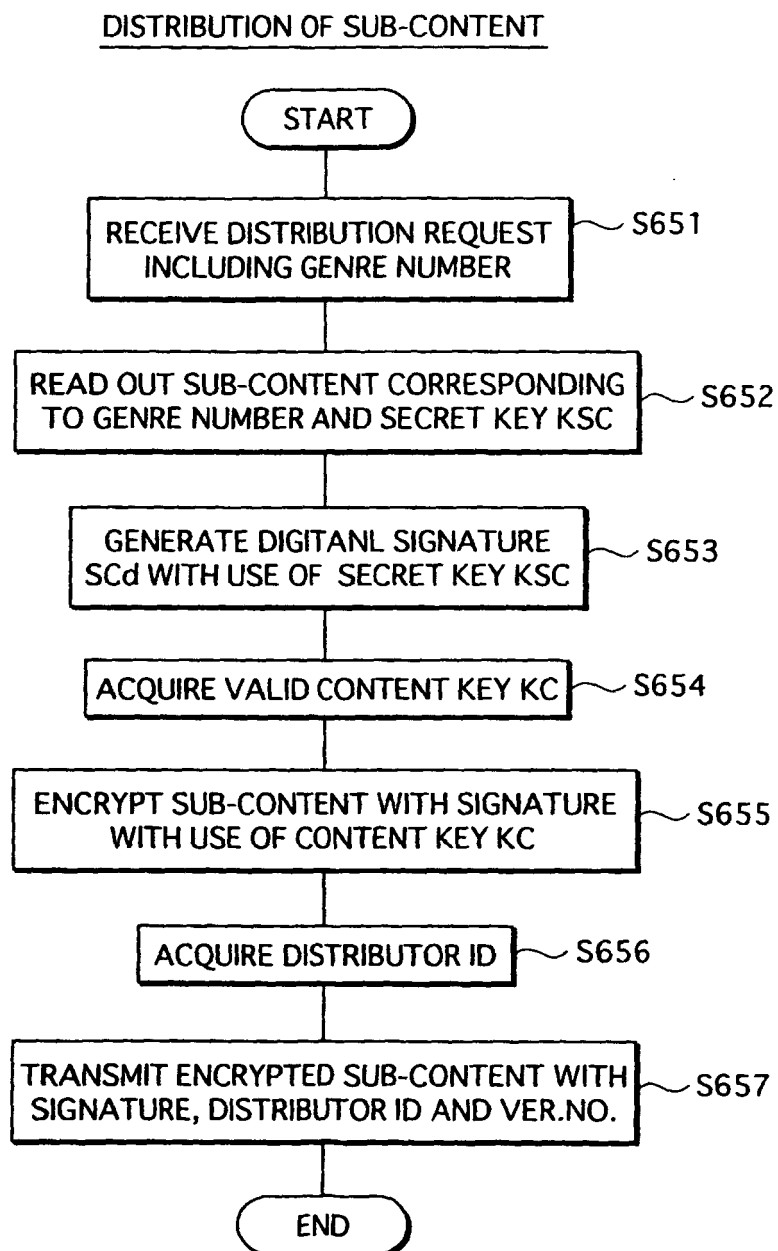 DISTRIBUTION OF SUB-CONTENT
START
RECEIVE DISTRIBUTION REQUEST
INCLUDING GENRE NUMBER
S651
READ OUT SUB-CONTENT CORRESPONDING
TO GENRE NUMBER AND SECRET KEY KSC
S652
GENERATE DIGITANL SIGNATURE
SCd WITH USE OF SECRET KEY KSC
S653
ACQUIRE VALID CONTENT KEY KC
S654
ENCRYPT SUB-CONTENT WITH SIGNATURE
WITH USE OF CONTENT KEY KC
S655
ACQUIRE DISTRIBUTOR ID
S656
TRANSMIT ENCRYPTED SUB-CONTENT WITH
SIGNATURE, DISTRIBUTOR ID AND VER.NO.
S657
END